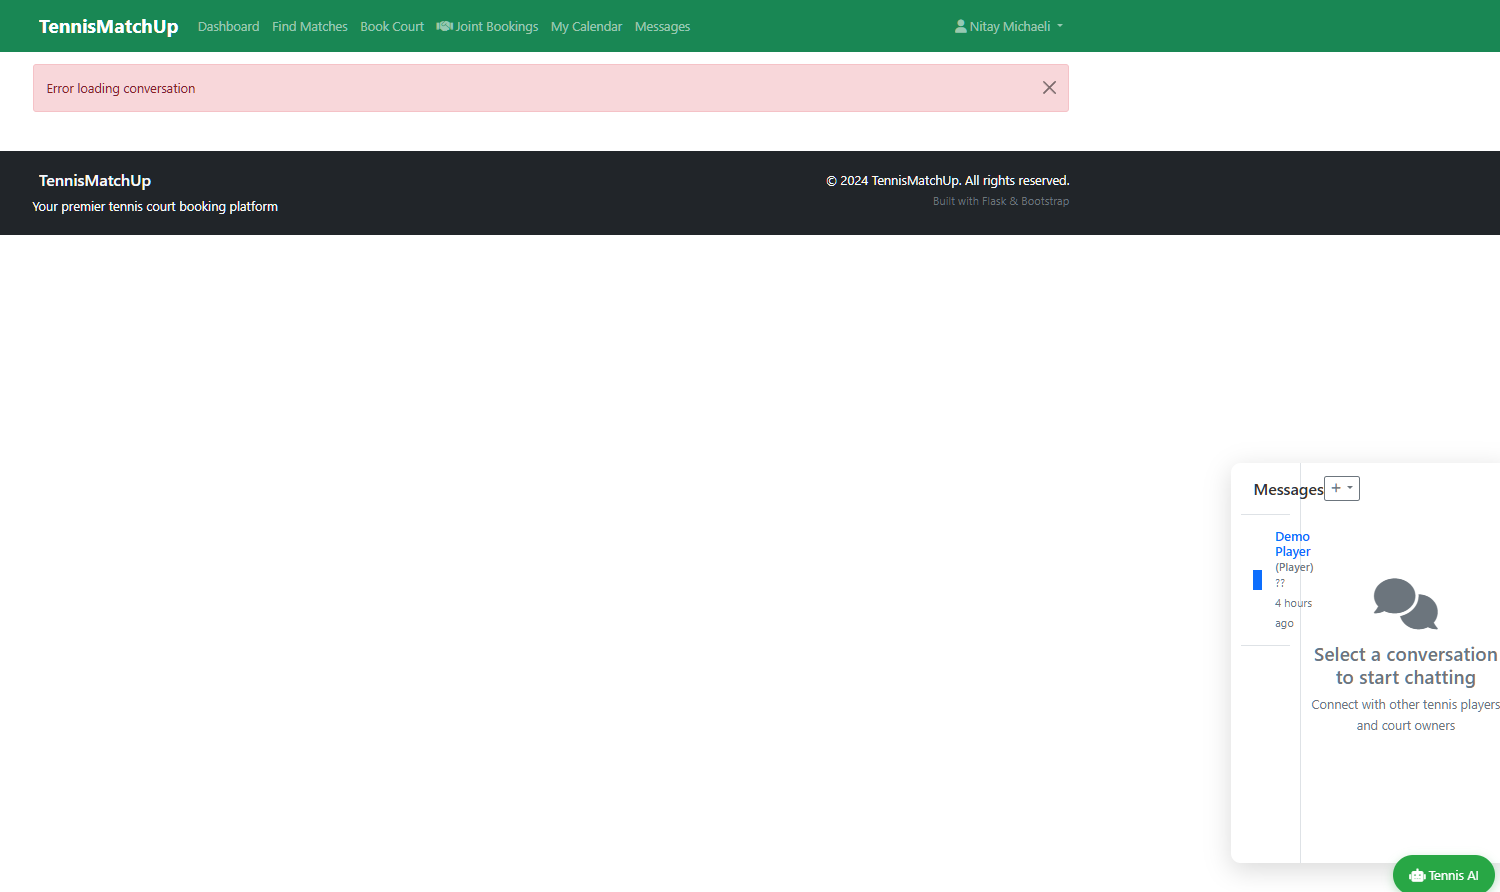 TennisMatchUp Dashboard Find Matches Book Court Joint Bookings My Calendar Messages Nitay Michaeli
Error loading conversation
TennisMatchUp
Your premier tennis court booking platform
© 2024 TennisMatchUp. All rights reserved.
Built with Flask & Bootstrap
Messages +
Demo
Player
(Player)
??
4 hours
ago
Select a conversation
to start chatting
Connect with other tennis players
and court owners
Tennis AI